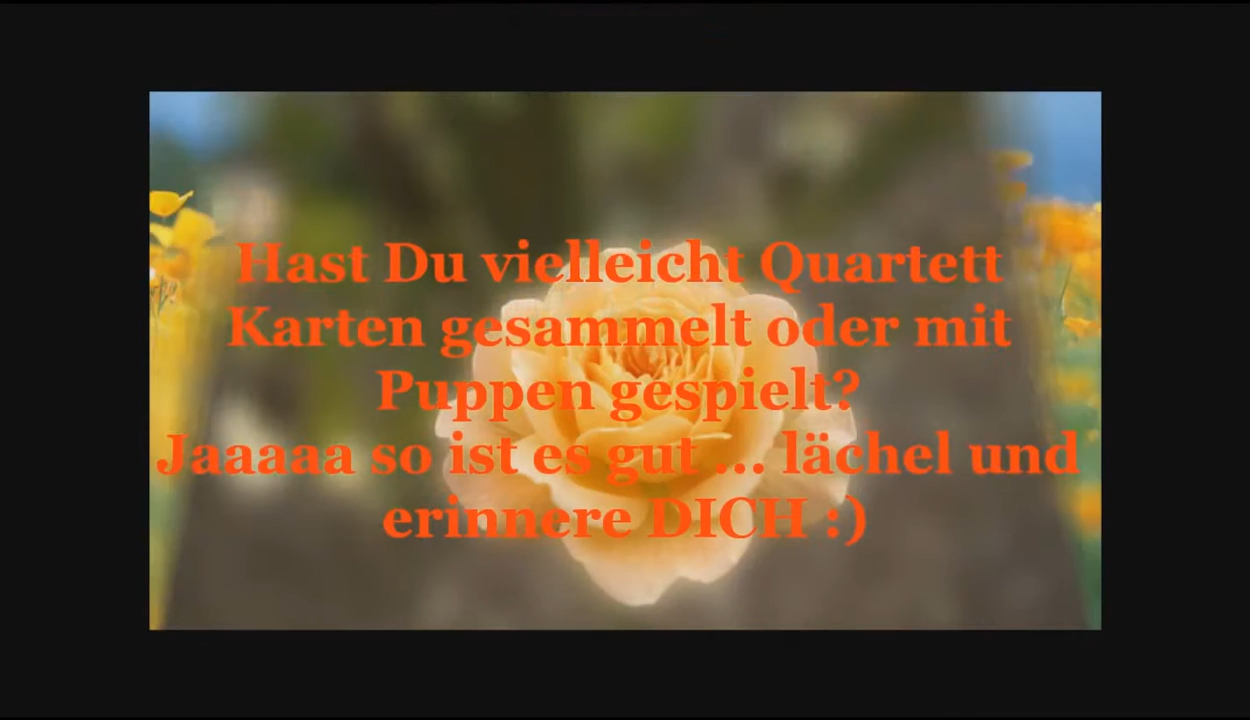 Hast Du vielleicht Quartett
Karten gesammelt oder mit
Puppen gespielt?
Jaaaaa so ist es gut ... lächel und
erinnere DICH :)